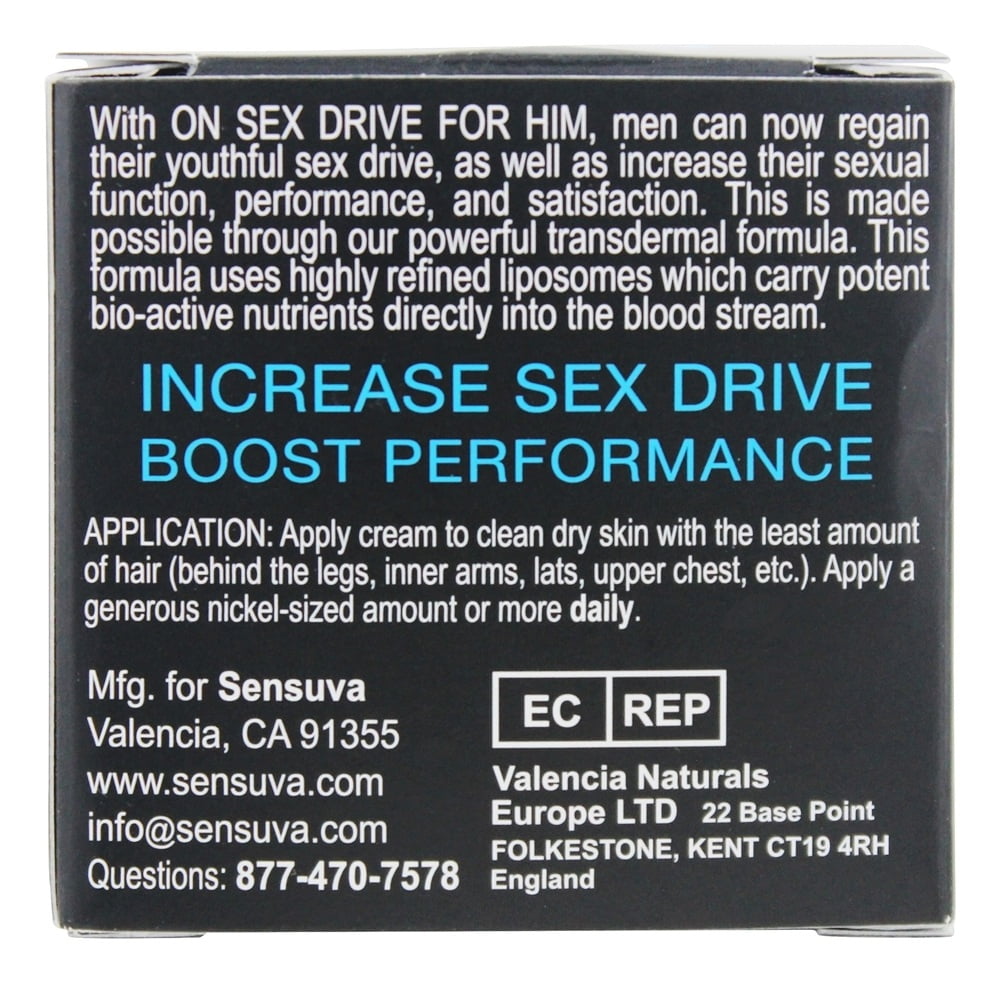 With ON SEX DRIVE FOR HIM, men can now regain
their youthful sex drive, as well as increase their sexual
function, performance, and satisfaction. This is made
possible through our powerful transdermal formula. This
formula uses highly refined liposomes which carry potent
bio-active nutrients directly into the blood stream.
INCREASE SEX DRIVE
BOOST PERFORMANCE
APPLICATION: Apply cream to clean dry skin with the least amount
of hair (behind the legs, inner arms, lats, upper chest, etc.). Apply a
generous nickel-sized amount or more daily.
Mfg. for Sensuva
Valencia, CA 91355
www.sensuva.com
info@sensuva.com
Questions: 877-470-7578
EC REP
Valencia Naturals
Europe LTD 22 Base Point
FOLKESTONE, KENT CT19 4RH
England